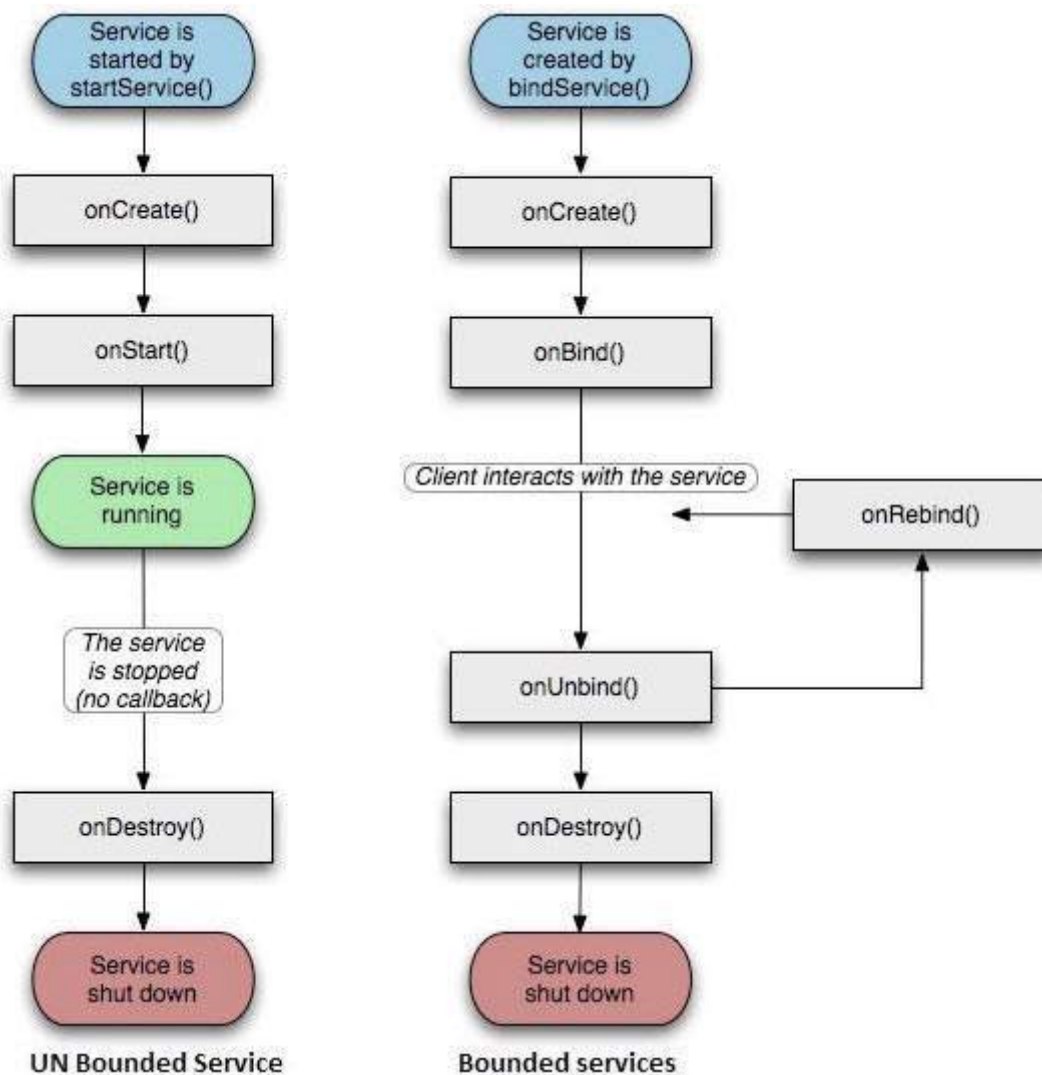 Service is
started by
startService()
onCreate()
onStart()
Service is
running
The service
is stopped
(no callback)
onDestroy()
Service is
shut down
UN Bounded Service
Service is
created by
bindService()
onCreate()
onBind()
Client interacts with the service
onRebind()
onUnbind()
onDestroy()
Service is
shut down
Bounded services